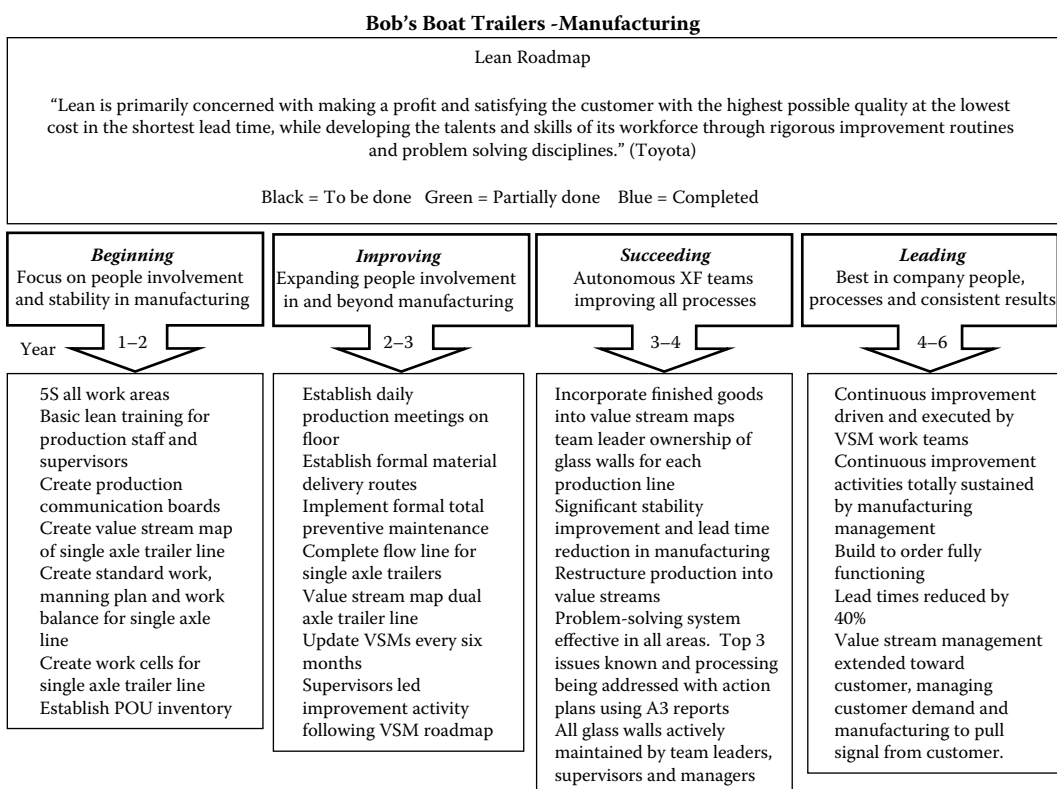 Bob’s Boat Trailers -Manufacturing
Lean Roadmap
“Lean is primarily concerned with making a profit and satisfying the customer with the highest possible quality at the lowest
cost in the shortest lead time, while developing the talents and skills of its workforce through rigorous improvement routines
and problem solving disciplines.” (Toyota)
Black = To be done Green = Partially done Blue = Completed
Beginning
Focus on people involvement
and stability in manufacturing
Improving
Expanding people involvement
in and beyond manufacturing
Succeeding
Autonomous XF teams
improving all processes
Leading
Best in company people,
processes and consistent results
Year
1–2
2–3
3–4
4–6
5S all work areas
Basic lean training for
production staff and
supervisors
Create production
communication boards
Create value stream map
of single axle trailer line
Create standard work,
manning plan and work
balance for single axle
line
Create work cells for
single axle trailer line
Establish POU inventory
Establish daily
production meetings on
floor
Establish formal material
delivery routes
Implement formal total
preventive maintenance
Complete flow line for
single axle trailers
Value stream map dual
axle trailer line
Update VSMs every six
months
Supervisors led
improvement activity
following VSM roadmap
Incorporate finished goods
into value stream maps
team leader ownership of
glass walls for each
production line
Significant stability
improvement and lead time
reduction in manufacturing
Restructure production into
value streams
Problem-solving system
effective in all areas. Top 3
issues known and processing
being addressed with action
plans using A3 reports
All glass walls actively
maintained by team leaders,
supervisors and managers
Continuous improvement
driven and executed by
VSM work teams
Continuous improvement
activities totally sustained
by manufacturing
management
Build to order fully
functioning
Lead times reduced by
40%
Value stream management
extended toward
customer, managing
customer demand and
manufacturing to pull
signal from customer.